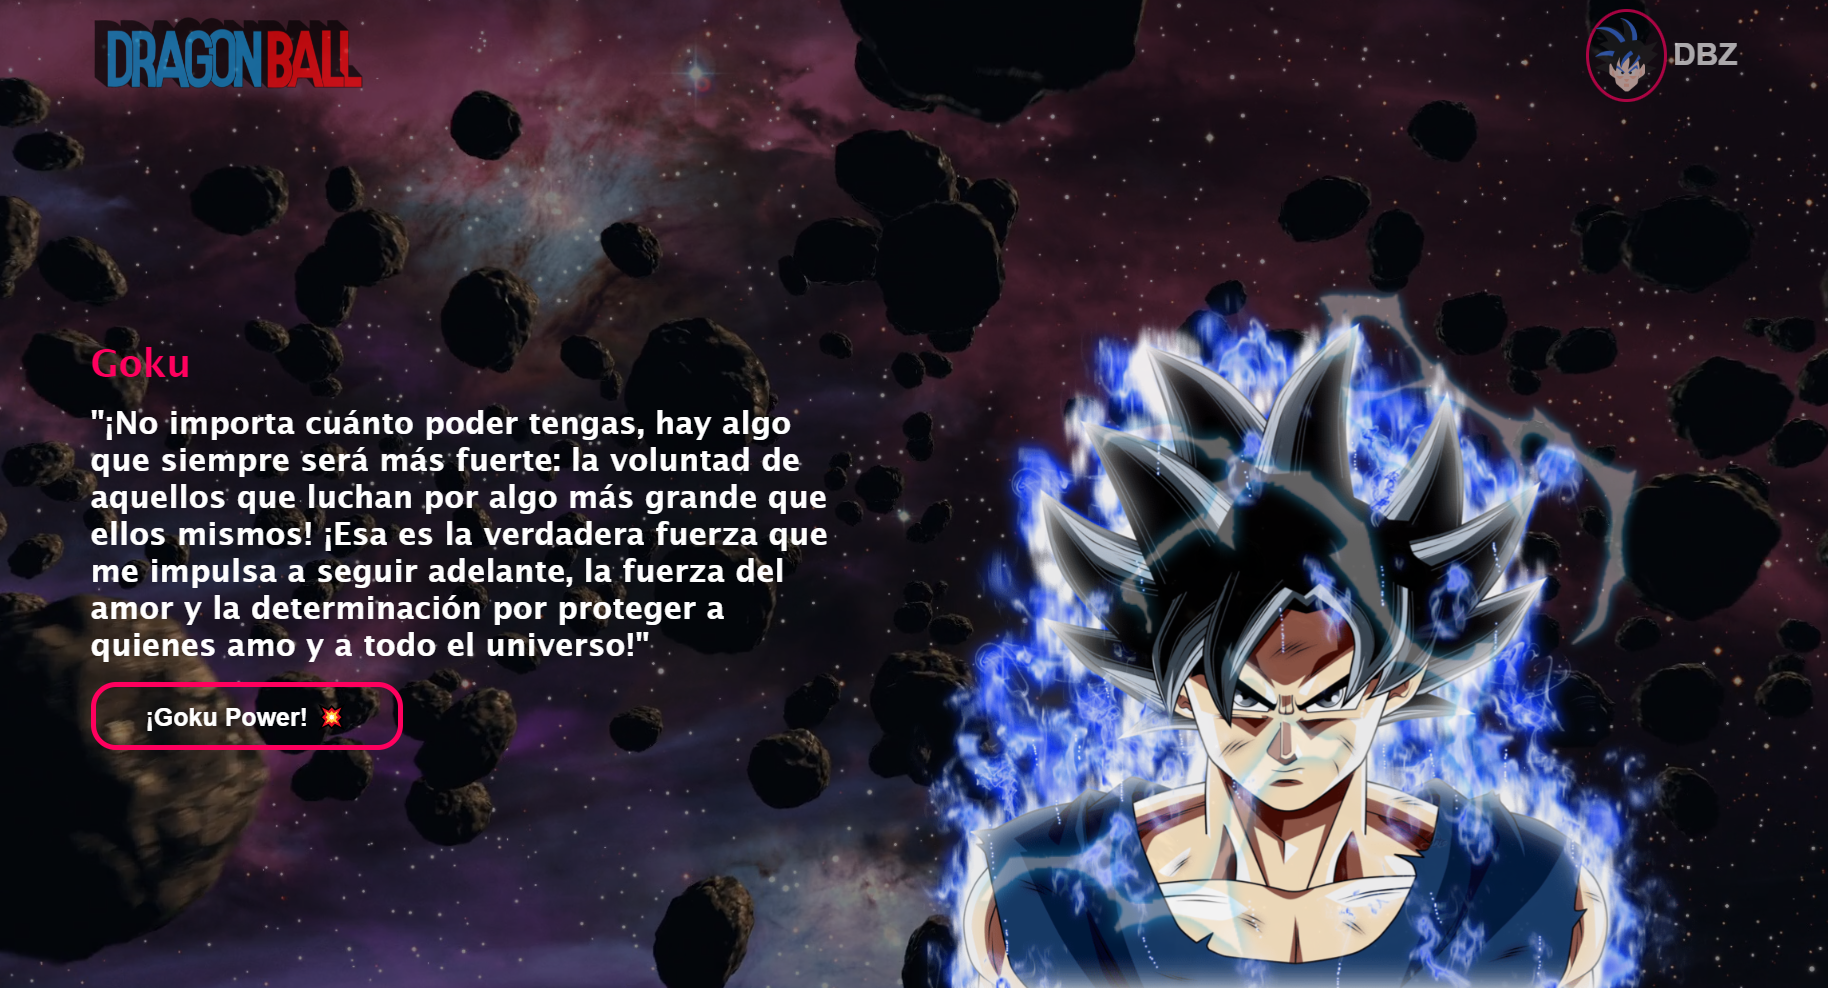 DRAGON BALL
DBZ
Goku
"¡No importa cuánto poder tengas, hay algo
que siempre será más fuerte: la voluntad de
aquellos que luchan por algo más grande que
ellos mismos! ¡Esa es la verdadera fuerza que
me impulsa a seguir adelante, la fuerza del
amor y la determinación por proteger a
quienes amo y a todo el universo!"
¡Goku Power! 💥